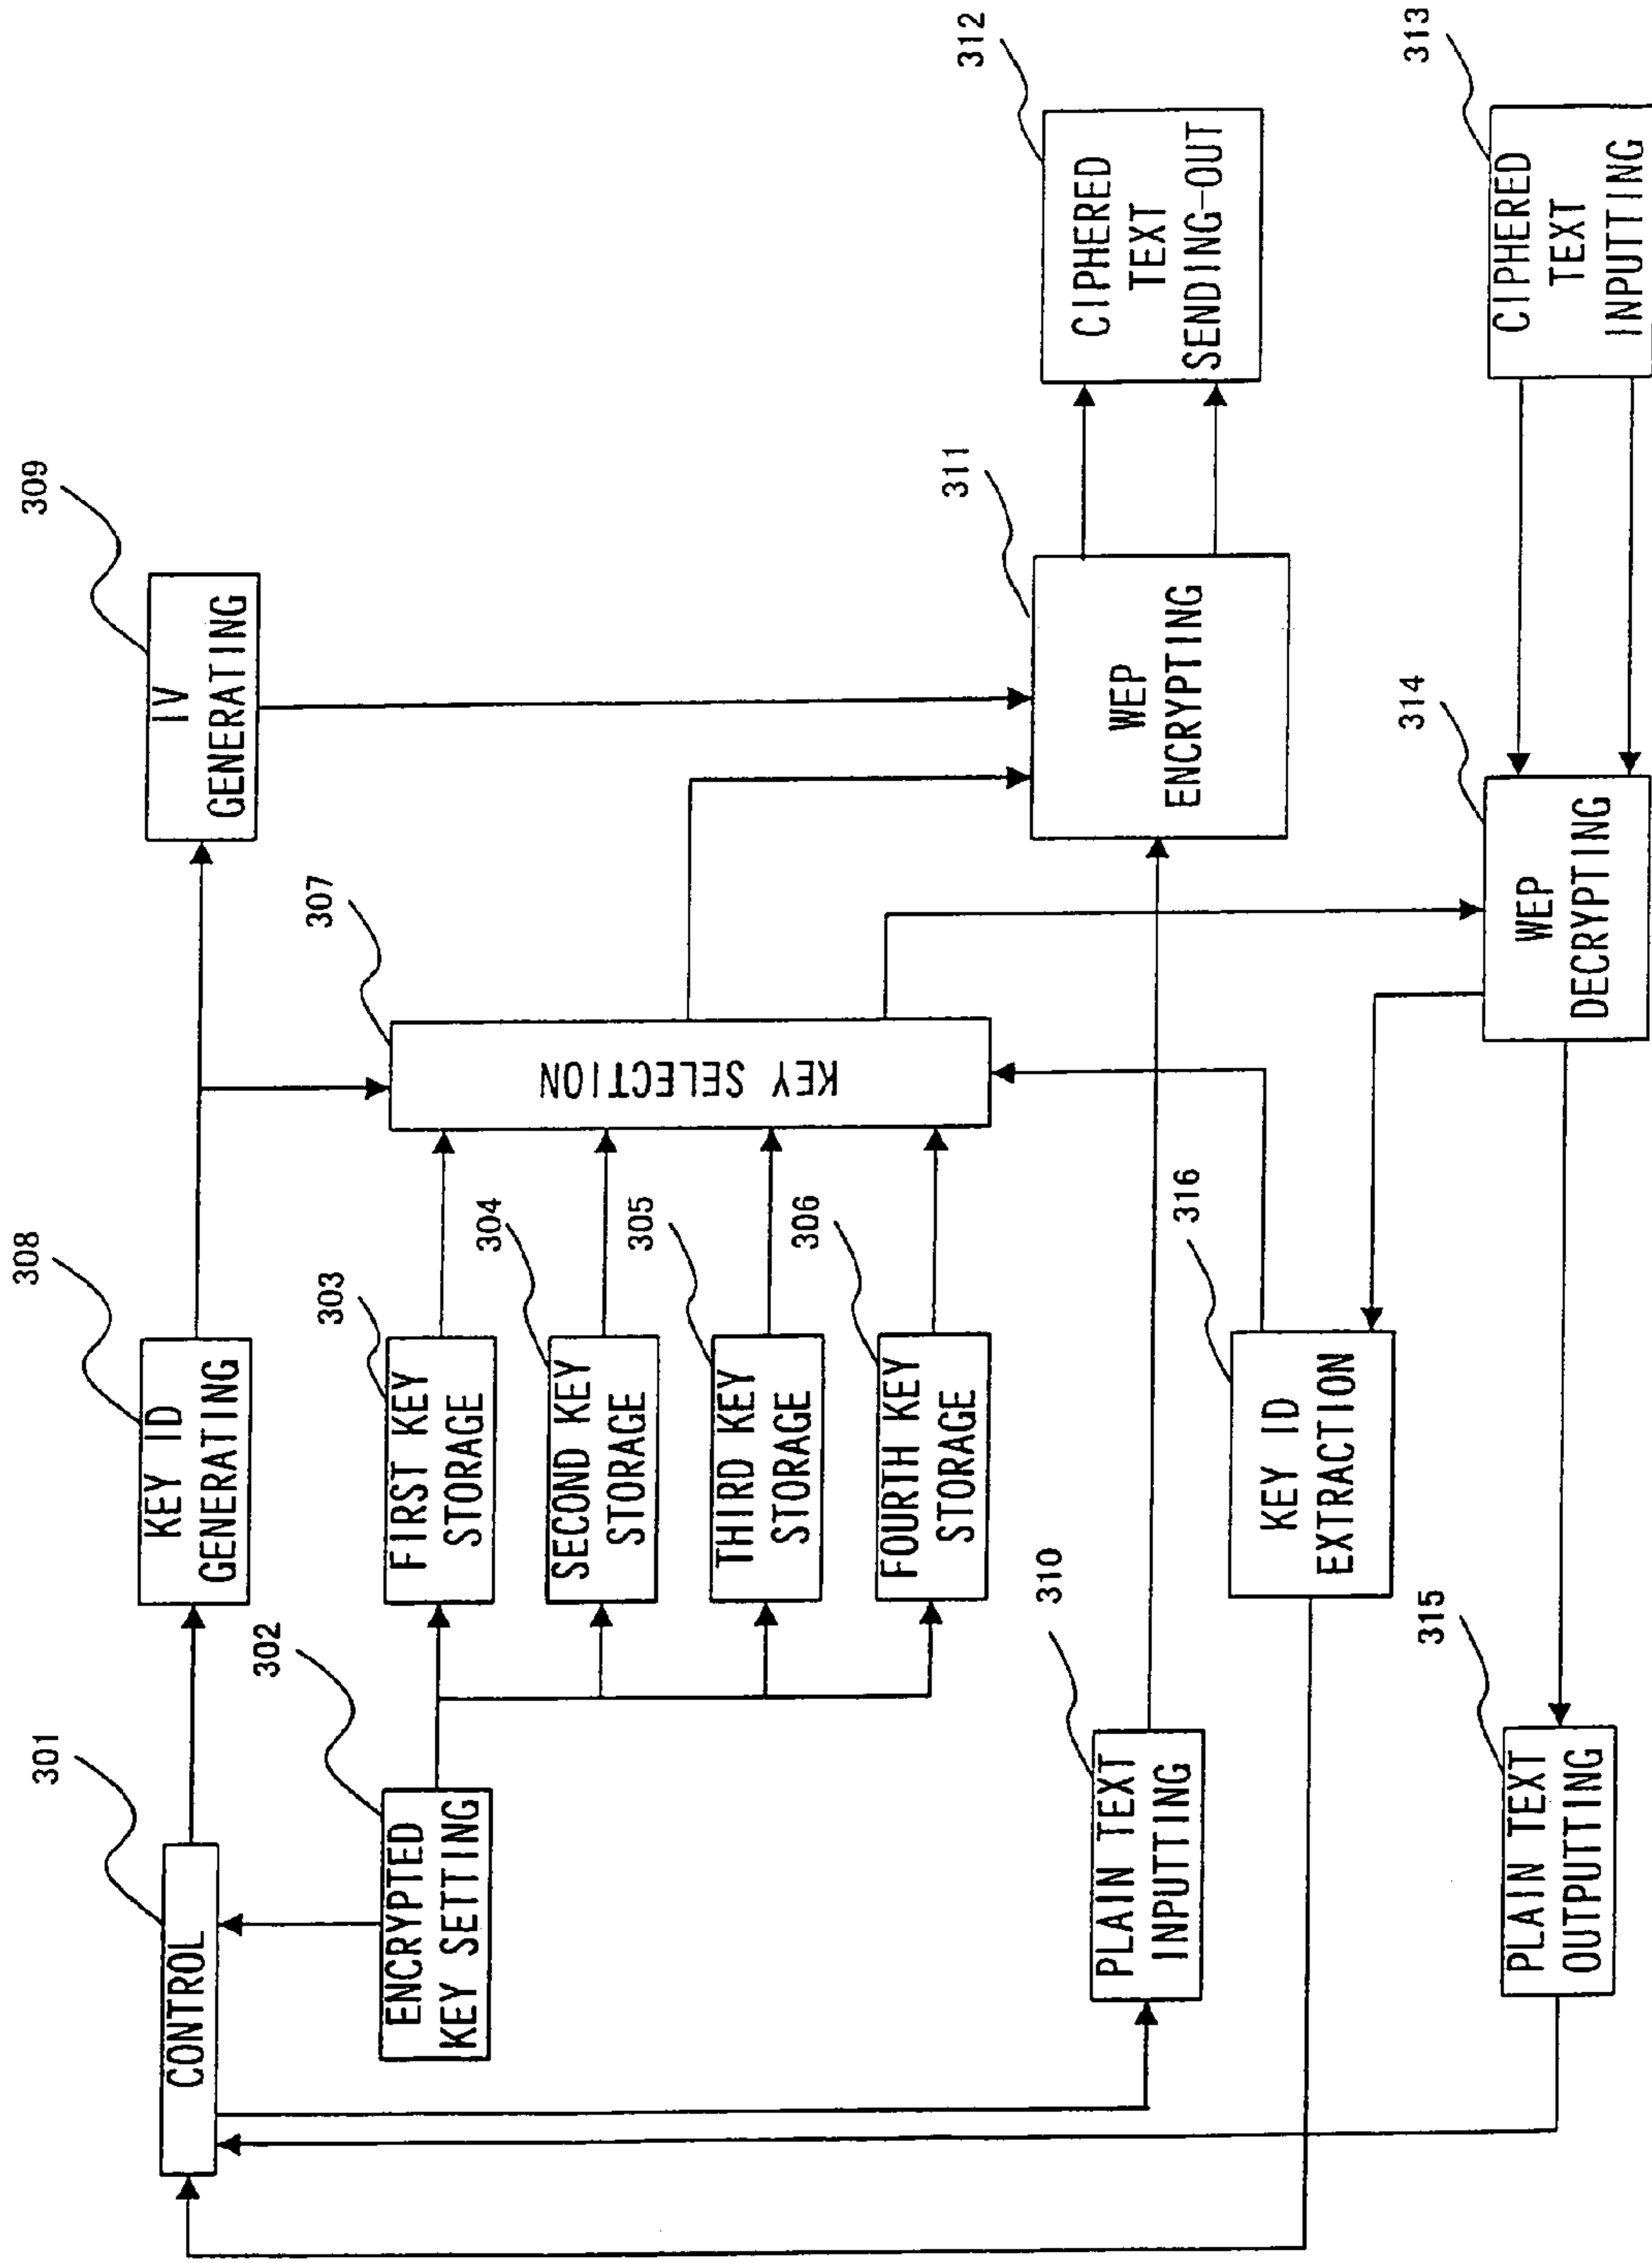 301
CONTROL
308
KEY ID
GENERATING
309
IV
GENERATING
302
ENCRYPTED
KEY SETTING
303
FIRST KEY
STORAGE
304
SECOND KEY
STORAGE
305
THIRD KEY
STORAGE
306
FOURTH KEY
STORAGE
307
KEY SELECTION
310
PLAIN TEXT
INPUTTING
311
WEP
ENCRYPTING
312
CIPHERED
TEXT
SENDING-OUT
316
KEY ID
EXTRACTION
315
PLAIN TEXT
OUTPUTTING
314
WEP
DECRYPTING
313
CIPHERED
TEXT
INPUTTING